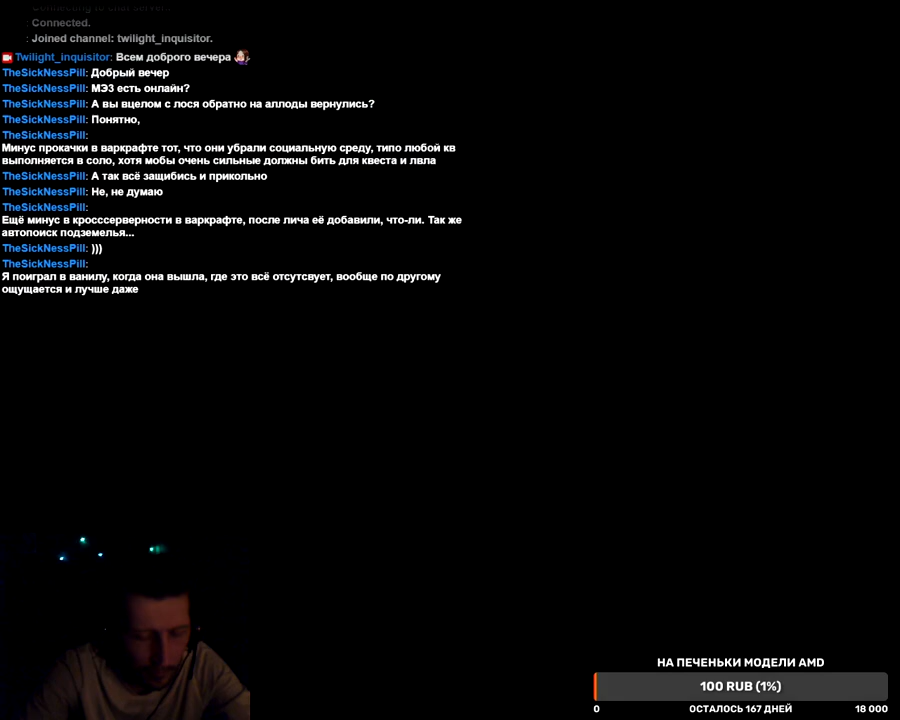 Connecting to chat server...
: Connected.
: Joined channel: twilight_inquisitor.
Twilight_inquisitor: Всем доброго вечера
TheSickNessPill: Добрый вечер
TheSickNessPill: МЭЗ есть онлайн?
TheSickNessPill: А вы вцелом с лося обратно на аллоды вернулись?
TheSickNessPill: Понятно,
TheSickNessPill:
Минус прокачки в варкрафте тот, что они убрали социальную среду, типо любой кв
выполняется в соло, хотя мобы очень сильные должны бить для квеста и лвла
TheSickNessPill: А так всё защибись и прикольно
TheSickNessPill: Не, не думаю
TheSickNessPill:
Ещё минус в кросссерверности в варкрафте, после лича её добавили, что-ли. Так же
автопоиск подземелья...
TheSickNessPill: )))
TheSickNessPill:
Я поиграл в ванилу, когда она вышла, где это всё отсутсвует, вообще по другому
ощущается и лучше даже
НА ПЕЧЕНЬКИ МОДЕЛИ AMD
100 RUB (1%)
0 ОСТАЛОСЬ 167 ДНЕЙ 18 000